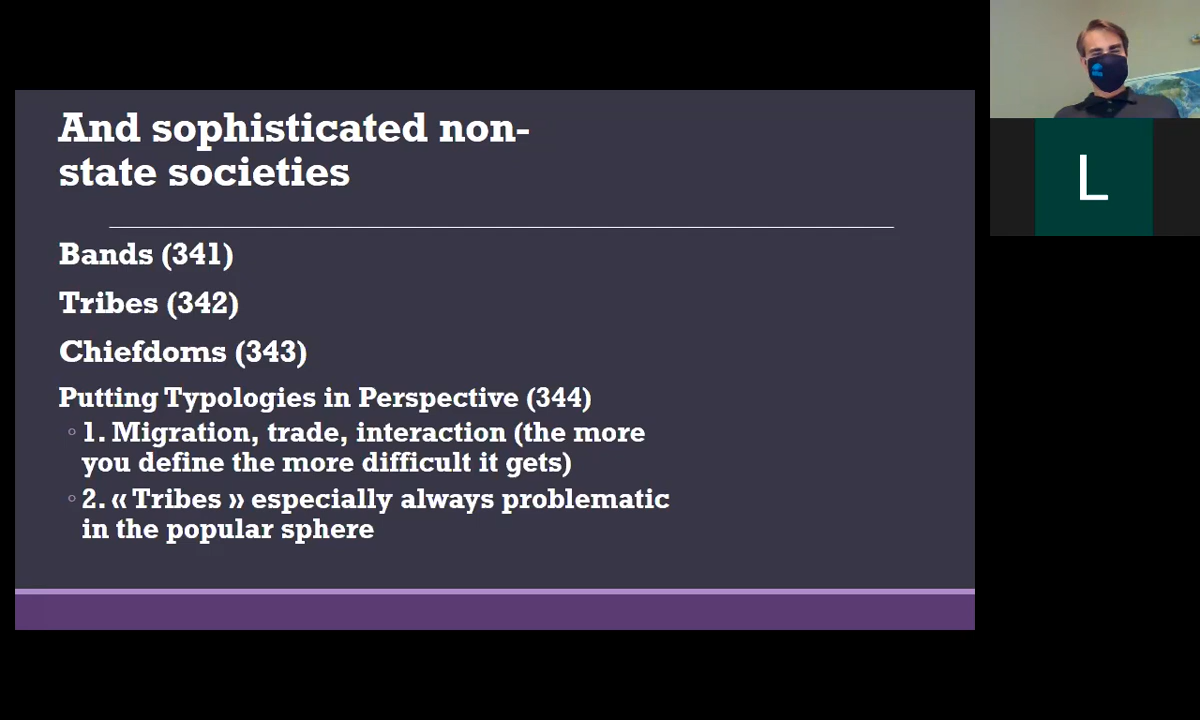 And sophisticated non-
state societies
Bands (341)
Tribes (342)
Chiefdoms (343)
Putting Typologies in Perspective (344)
◦ 1. Migration, trade, interaction (the more
you define the more difficult it gets)
◦ 2. « Tribes » especially always problematic
in the popular sphere
L